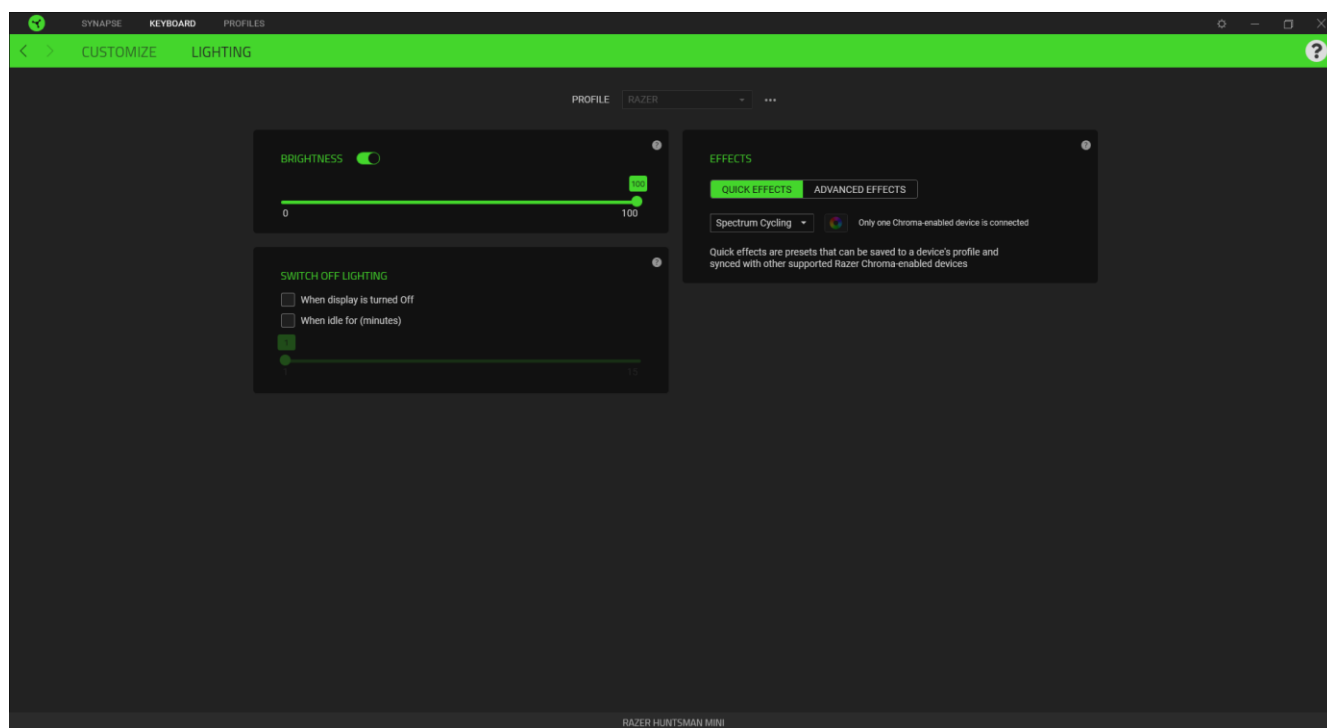 SYNAPSE KEYBOARD PROFILES
CUSTOMIZE LIGHTING
?
PROFILE RAZER
BRIGHTNESS
?
100
0 100
SWITCH OFF LIGHTING
?
When display is turned Off
When idle for (minutes)
1
1 15
EFFECTS
?
QUICK EFFECTS ADVANCED EFFECTS
Spectrum Cycling Only one Chroma-enabled device is connected
Quick effects are presets that can be saved to a device's profile and
synced with other supported Razer Chroma-enabled devices
RAZER HUNTSMAN MINI